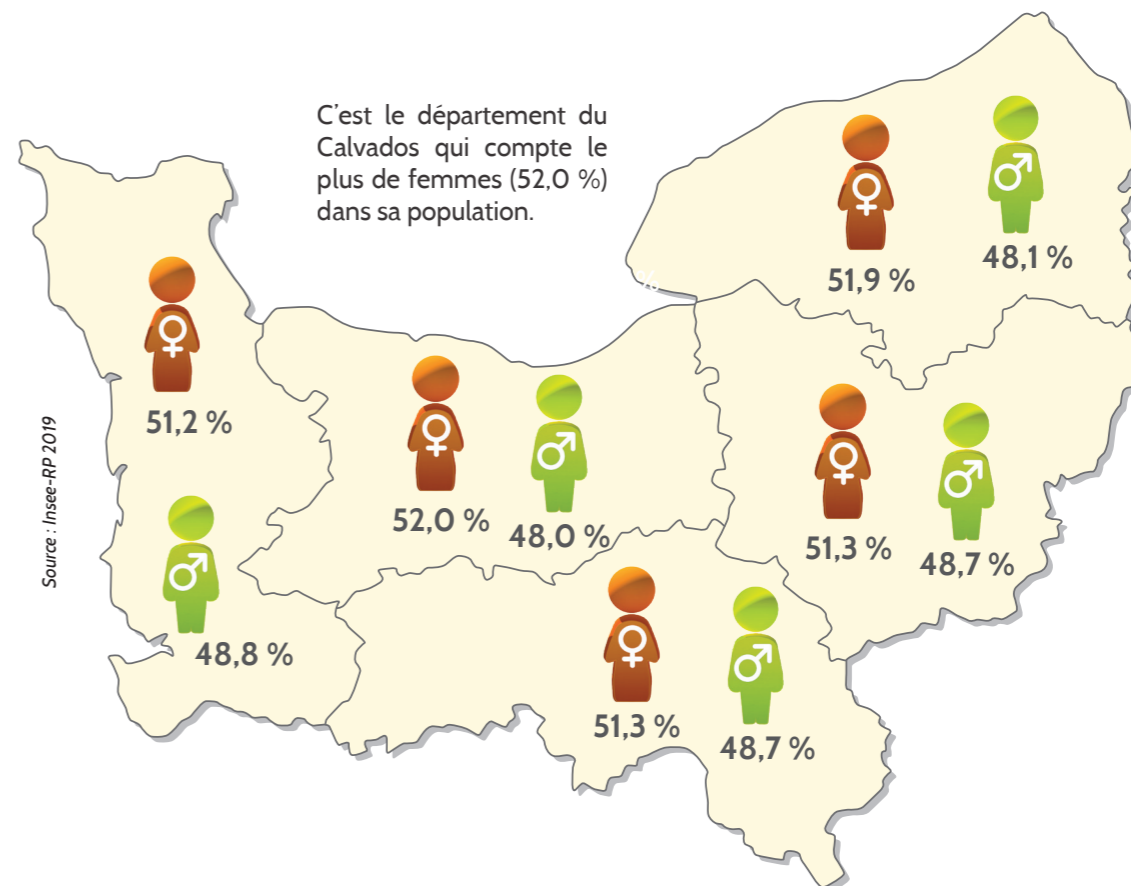 C'est le département du
Calvados qui compte le
plus de femmes (52,0 %)
dans sa population.
51,9 %
48,1 %
%
51,2 %
52,0 %
48,0 %
51,3 %
48,7 %
48,8 %
51,3 %
48,7 %
Source : Insee-RP 2019